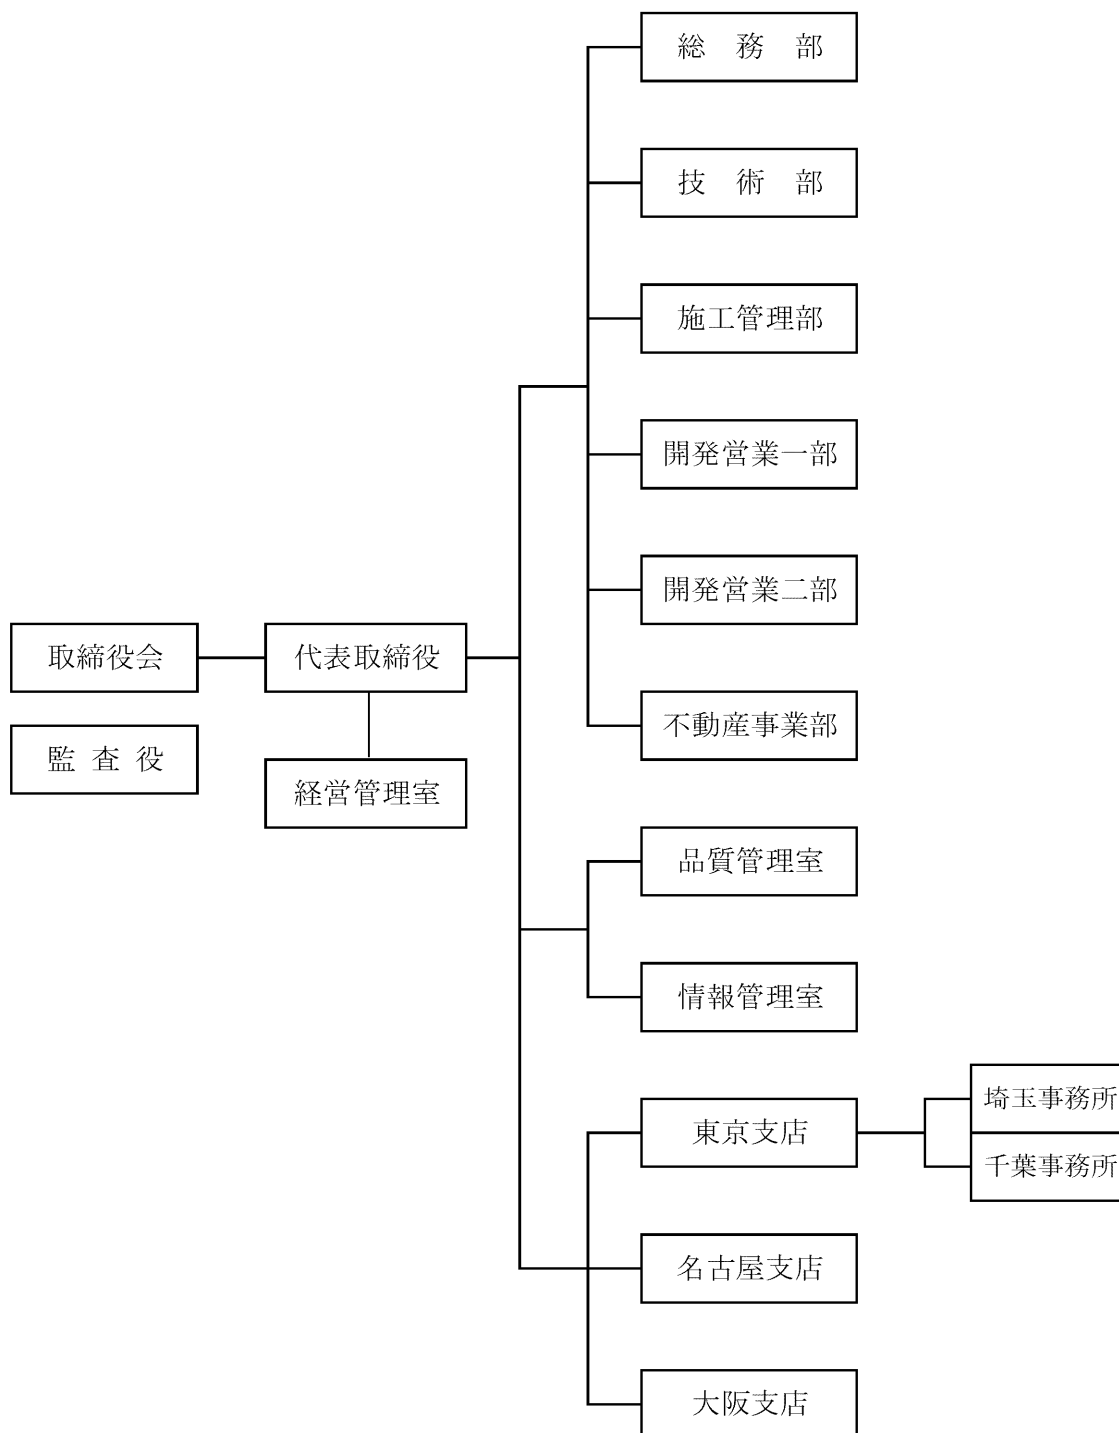 総　務　部
技　術　部
施工管理部
開発営業一部
開発営業二部
取締役会
代表取締役
不動産事業部
監 査 役
経営管理室
品質管理室
情報管理室
埼玉事務所
東京支店
千葉事務所
名古屋支店
大阪支店